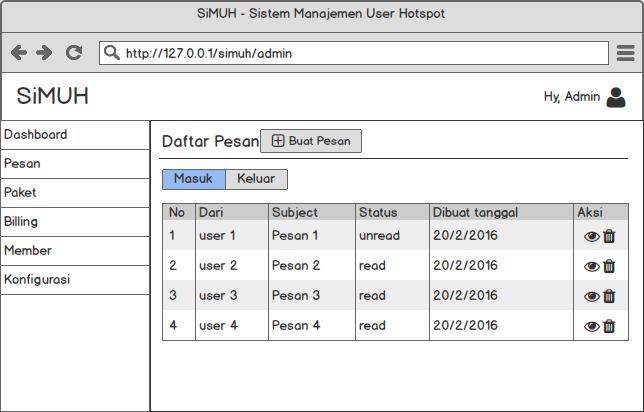 SiMUH - Sistem Manajemen User Hotspot
http://127.0.0.1/simuh/admin
SiMUH
Hy, Admin
Dashboard
Pesan
Paket
Billing
Member
Konfigurasi
Daftar Pesan
Buat Pesan
Masuk Keluar
No Dari Subject Status Dibuat tanggal Aksi
1 user 1 Pesan 1 unread 20/2/2016
2 user 2 Pesan 2 read 20/2/2016
3 user 3 Pesan 3 read 20/2/2016
4 user 4 Pesan 4 read 20/2/2016